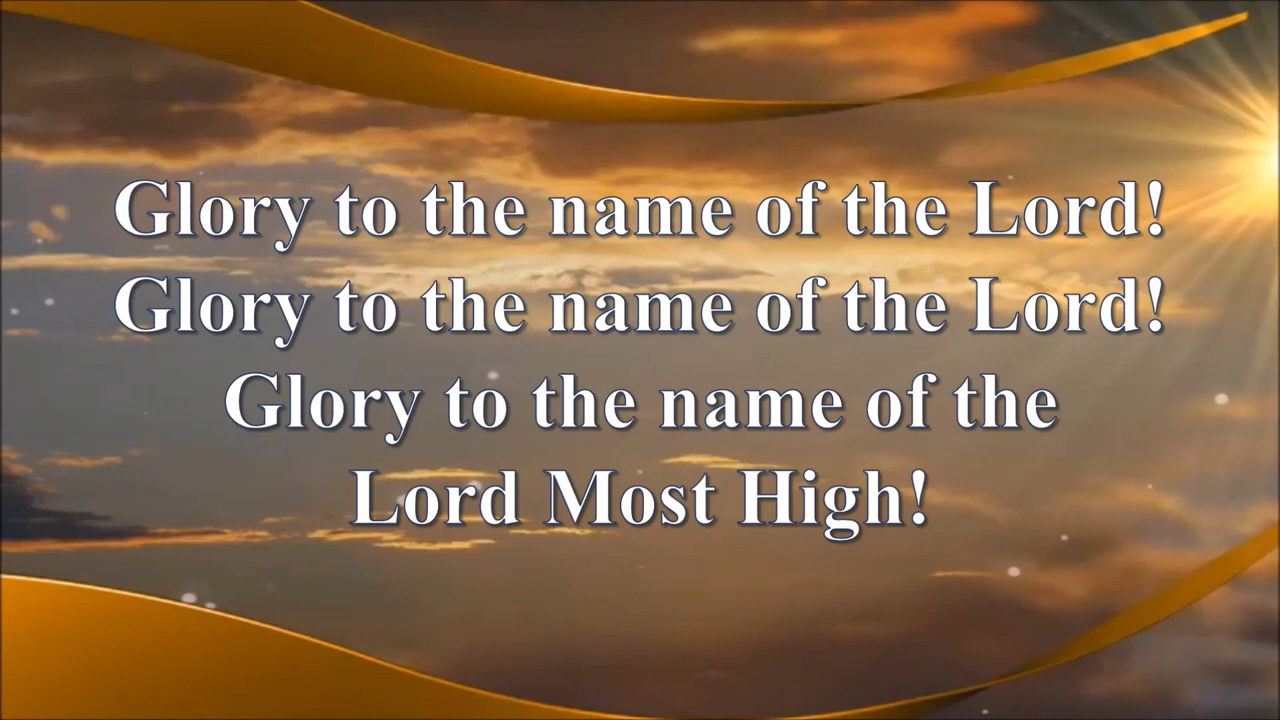 Glory to the name of the Lord!
Glory to the name of the Lord!
Glory to the name of the
Lord Most High!